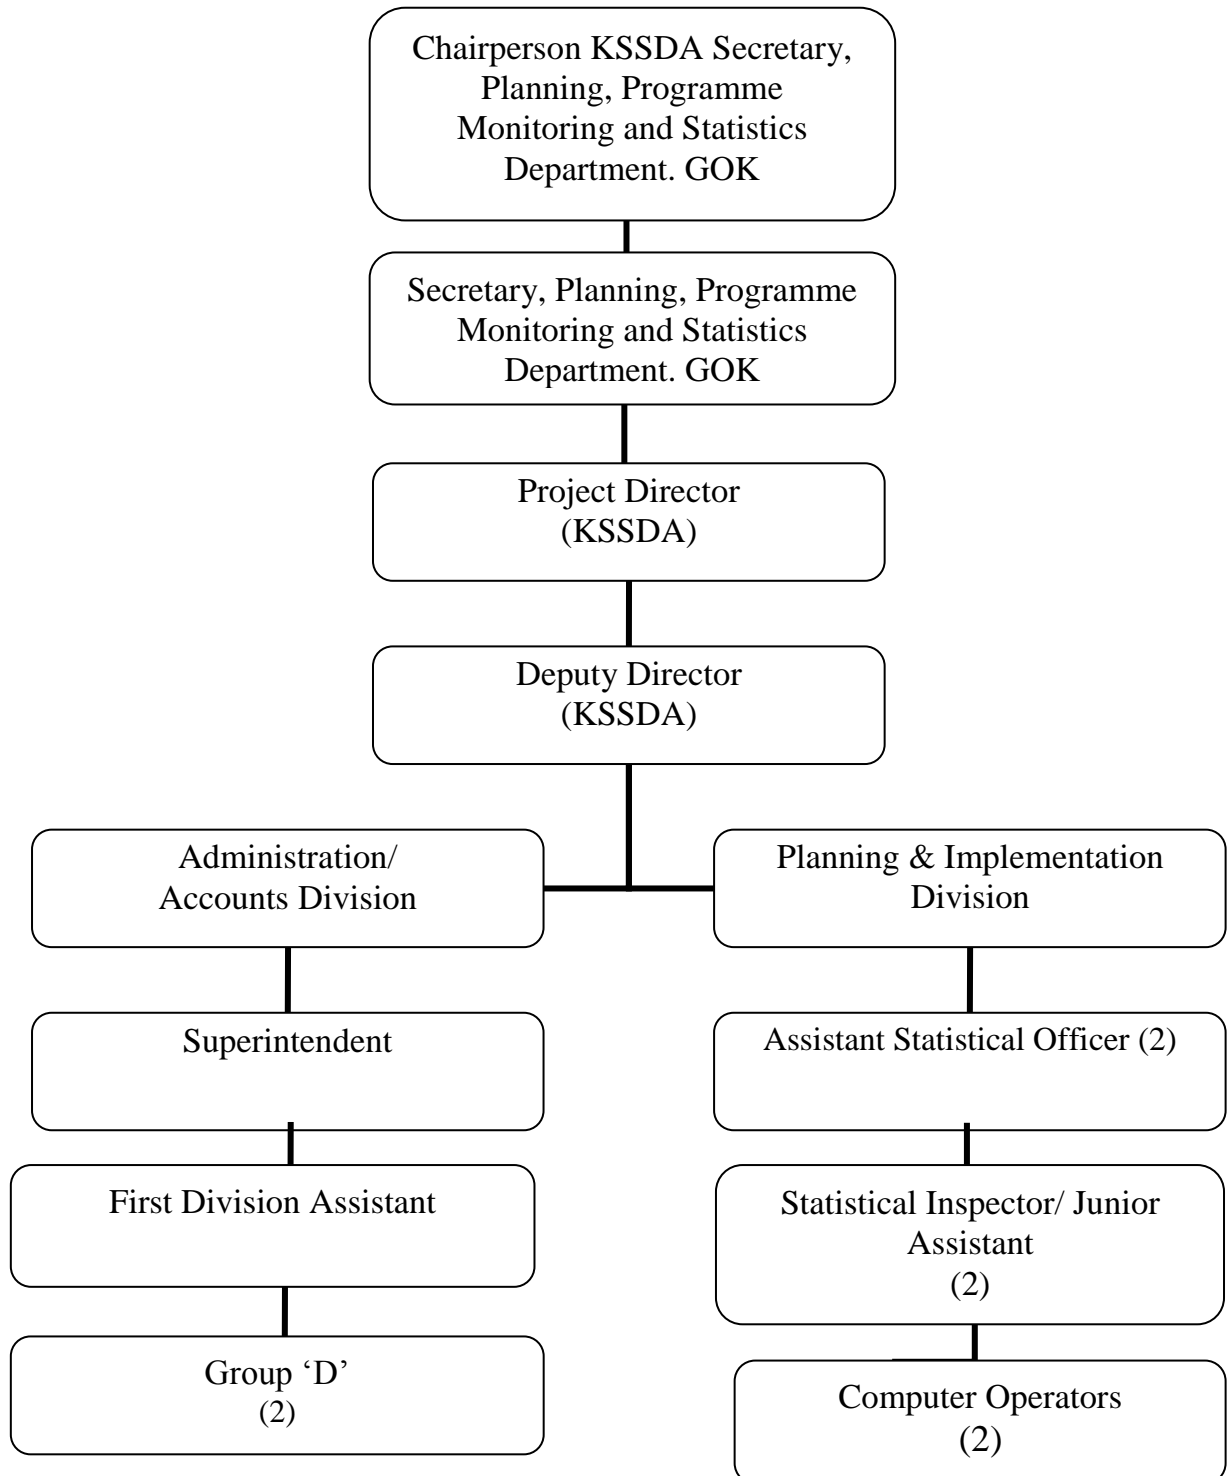 Chairperson KSSDA Secretary,
Planning, Programme
Monitoring and Statistics
Department. GOK
Secretary, Planning, Programme
Monitoring and Statistics
Department. GOK
Project Director
(KSSDA)
Deputy Director
(KSSDA)
Administration/
Accounts Division
Planning & Implementation
Division
Superintendent
Assistant Statistical Officer (2)
First Division Assistant
Statistical Inspector/ Junior
Assistant
(2)
Group ‘D’
(2)
Computer Operators
(2)